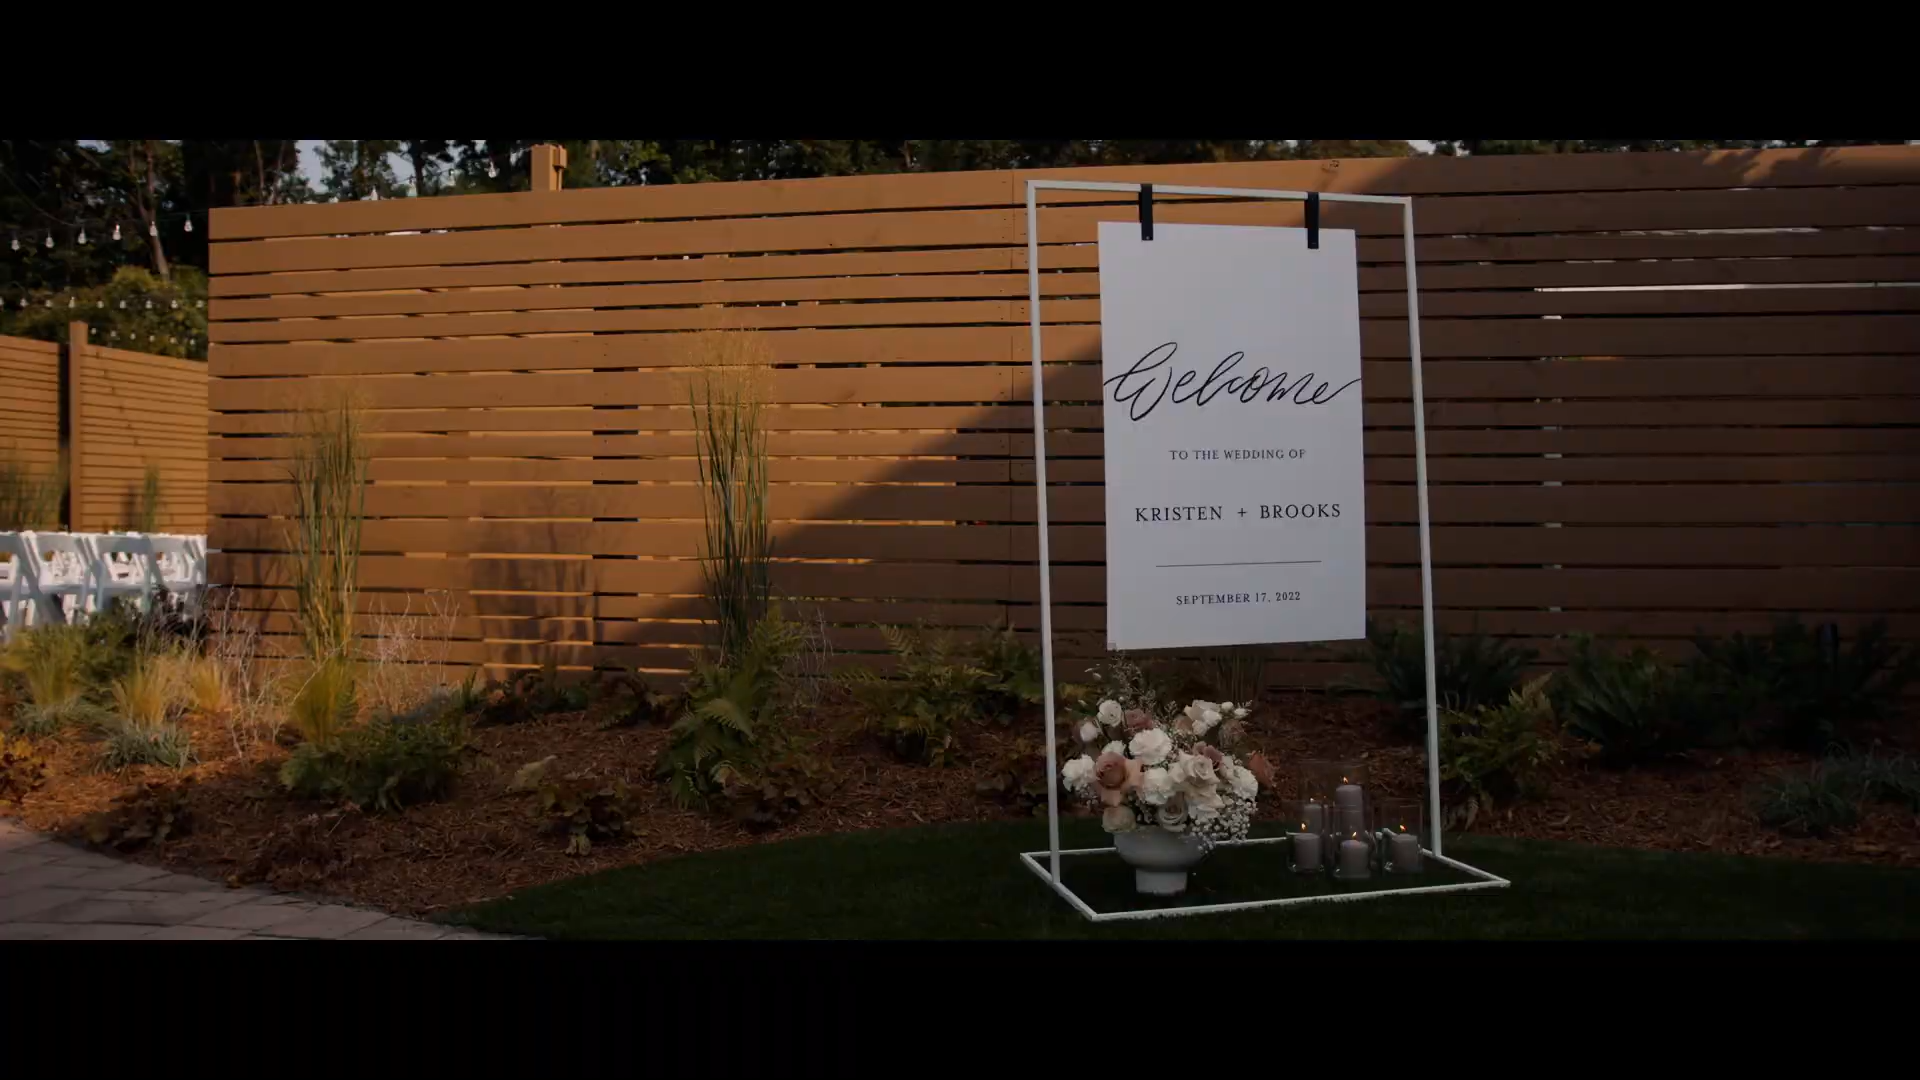 Welcome
TO THE WEDDING OF
KRISTEN + BROOKS
SEPTEMBER 17, 2022